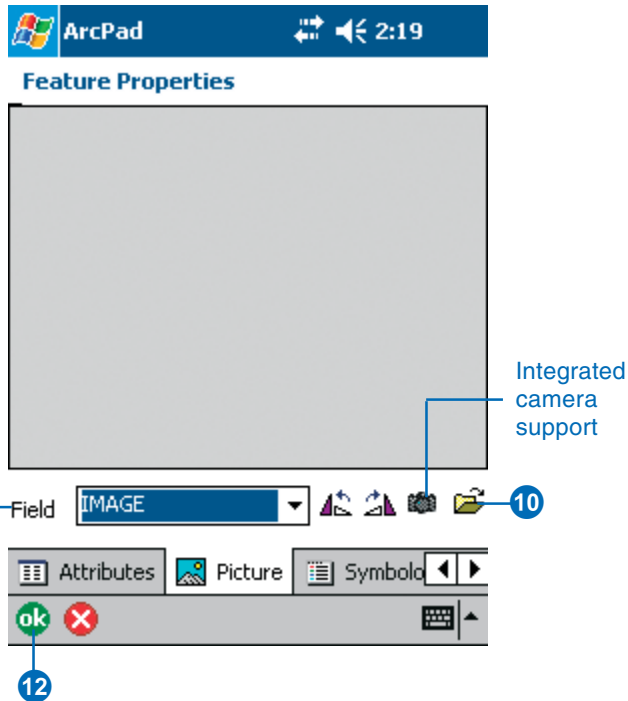 ArcPad 2:19
Feature Properties
Integrated
camera
support
Field IMAGE 10
Attributes Picture Symbolo
ok
12